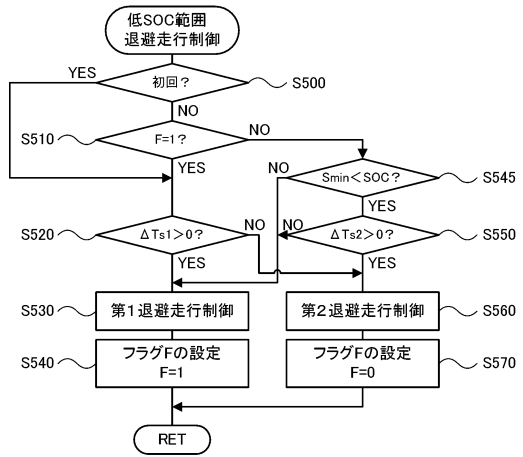 低SOC範囲
退避走行制御
YES
初回?
S500
NO
S510
F=1?
NO
YES
NO
Smin<SOC?
S545
YES
S520
ΔTs1>0?
NO
NO
ΔTs2>0?
S550
YES
YES
S530
第1退避走行制御
第2退避走行制御
S560
S540
フラグFの設定
F=1
フラグFの設定
F=0
S570
RET